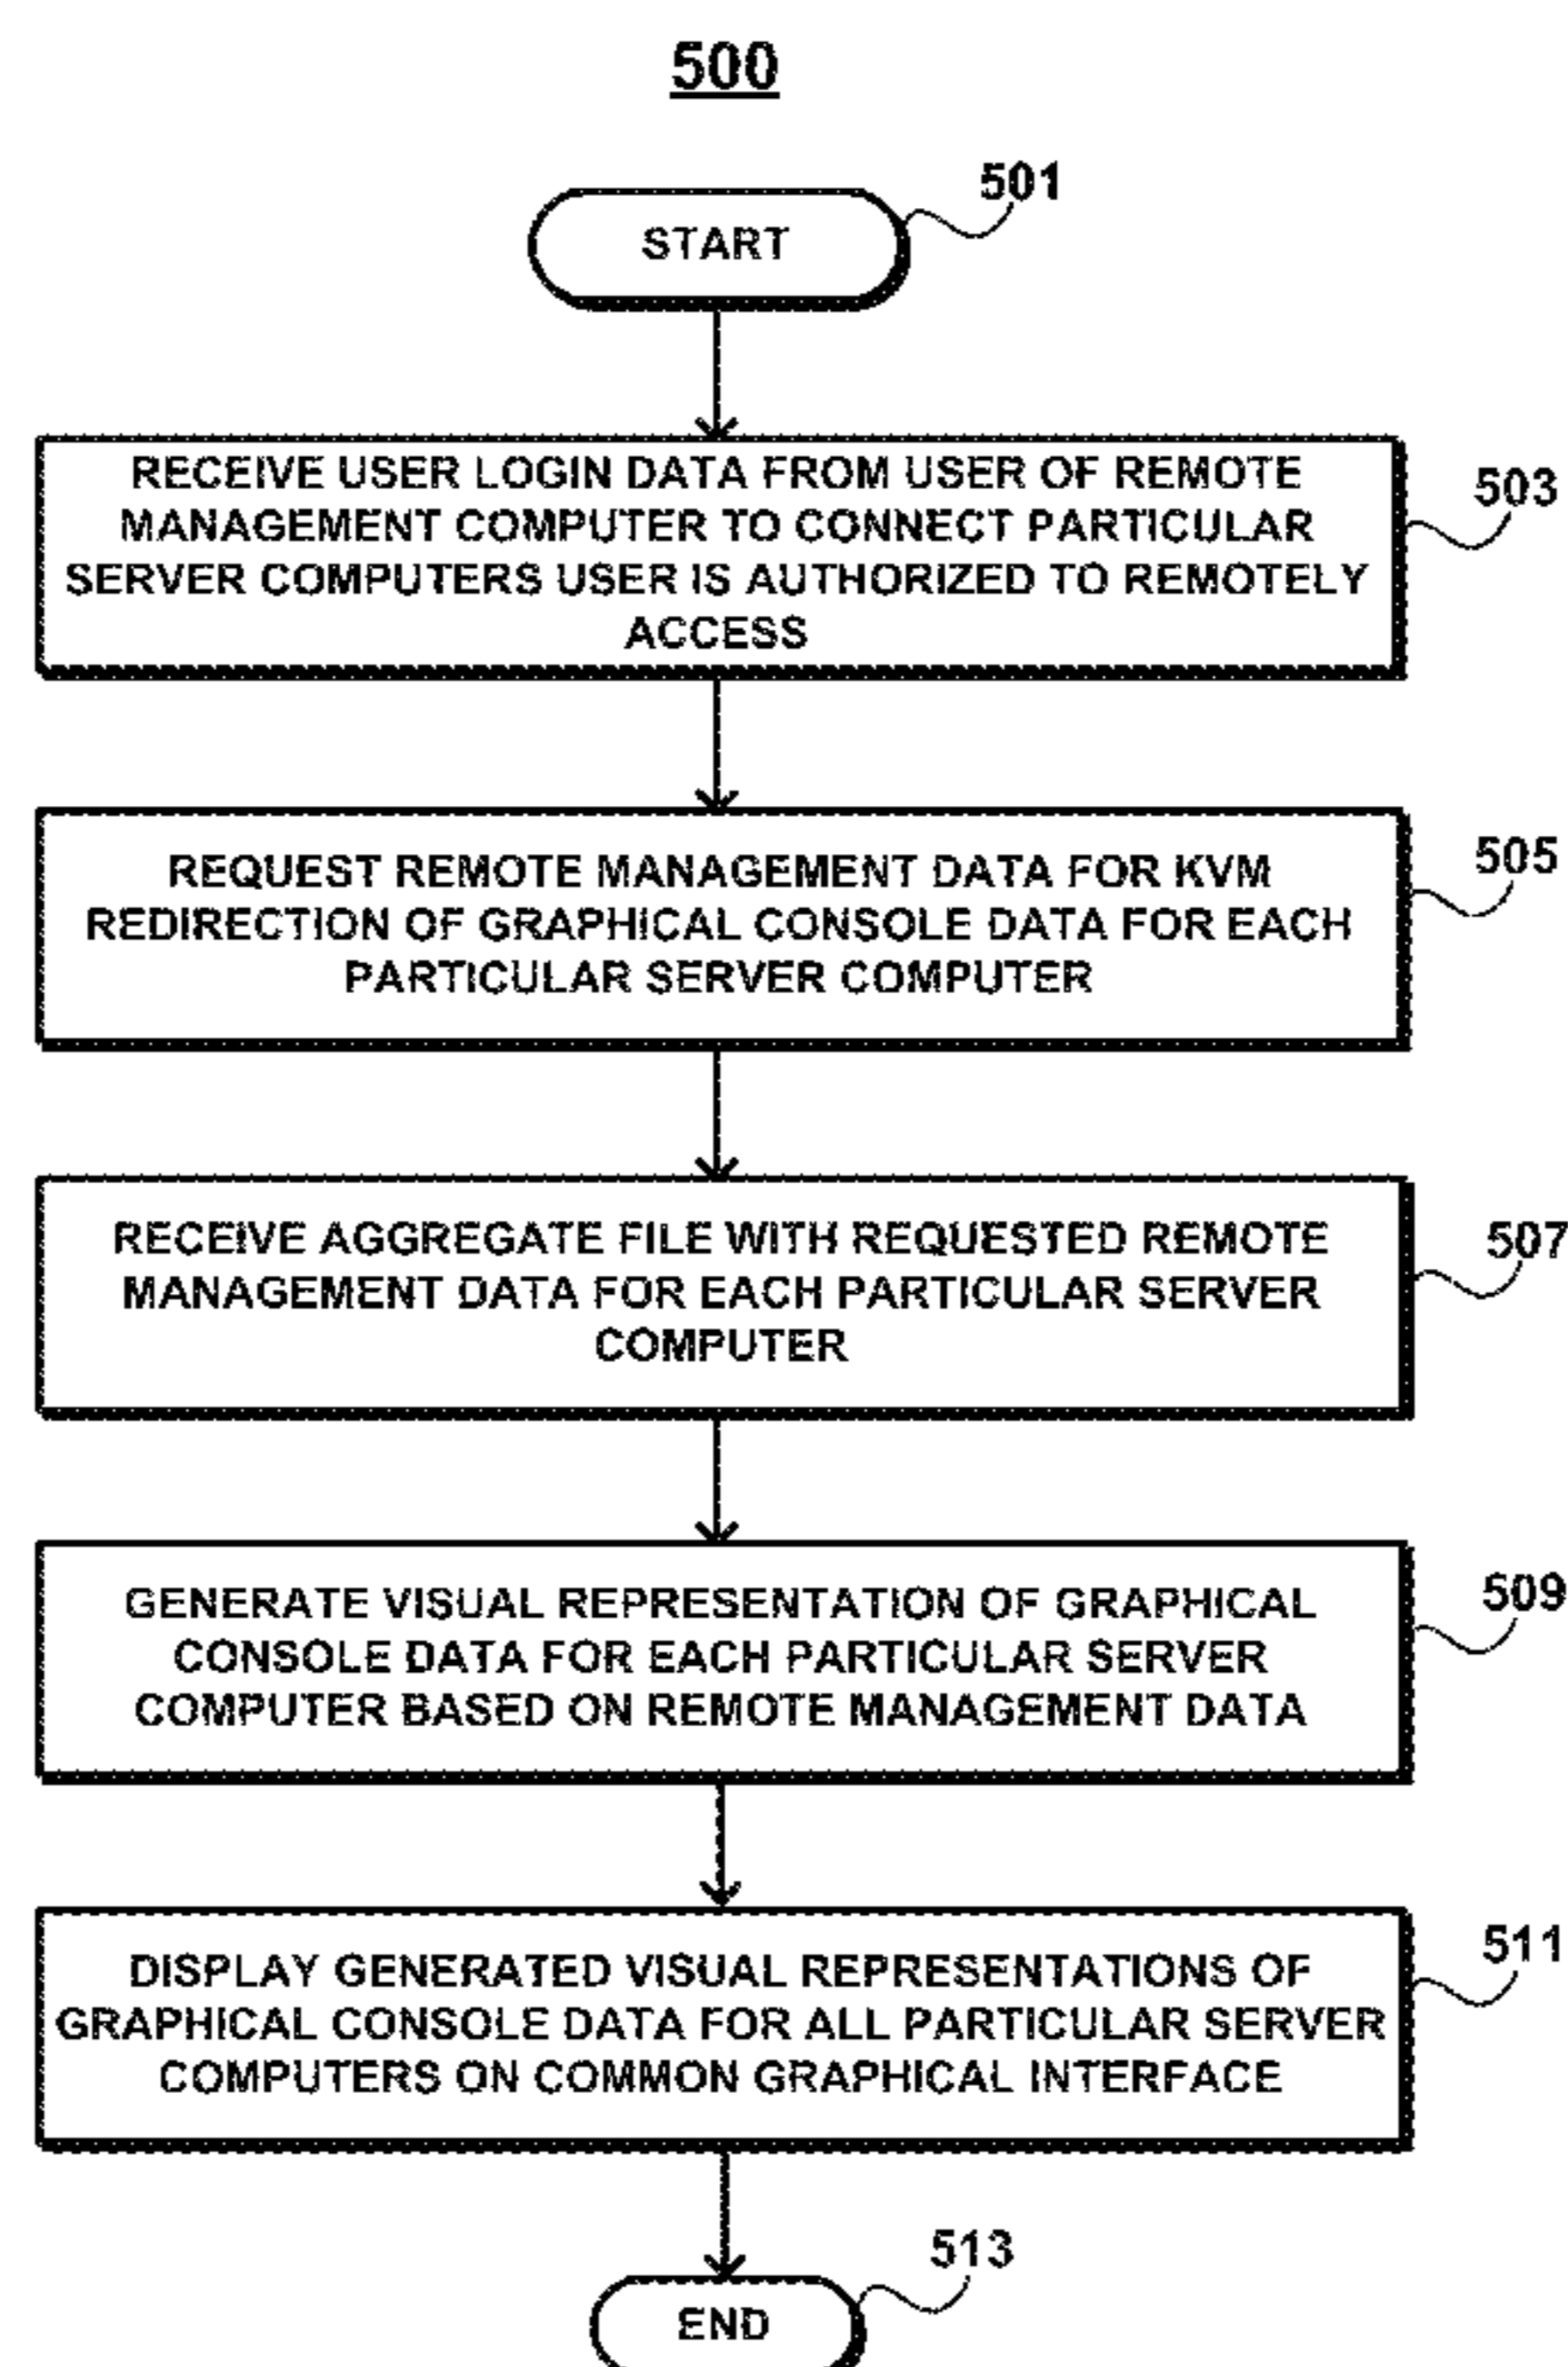 500
501
START
RECEIVE USER LOGIN DATA FROM USER OF REMOTE
MANAGEMENT COMPUTER TO CONNECT PARTICULAR
SERVER COMPUTERS USER IS AUTHORIZED TO REMOTELY
ACCESS
503
REQUEST REMOTE MANAGEMENT DATA FOR KVM
REDIRECTION OF GRAPHICAL CONSOLE DATA FOR EACH
PARTICULAR SERVER COMPUTER
505
RECEIVE AGGREGATE FILE WITH REQUESTED REMOTE
MANAGEMENT DATA FOR EACH PARTICULAR SERVER
COMPUTER
507
GENERATE VISUAL REPRESENTATION OF GRAPHICAL
CONSOLE DATA FOR EACH PARTICULAR SERVER
COMPUTER BASED ON REMOTE MANAGEMENT DATA
509
DISPLAY GENERATED VISUAL REPRESENTATIONS OF
GRAPHICAL CONSOLE DATA FOR ALL PARTICULAR SERVER
COMPUTERS ON COMMON GRAPHICAL INTERFACE
511
513
END